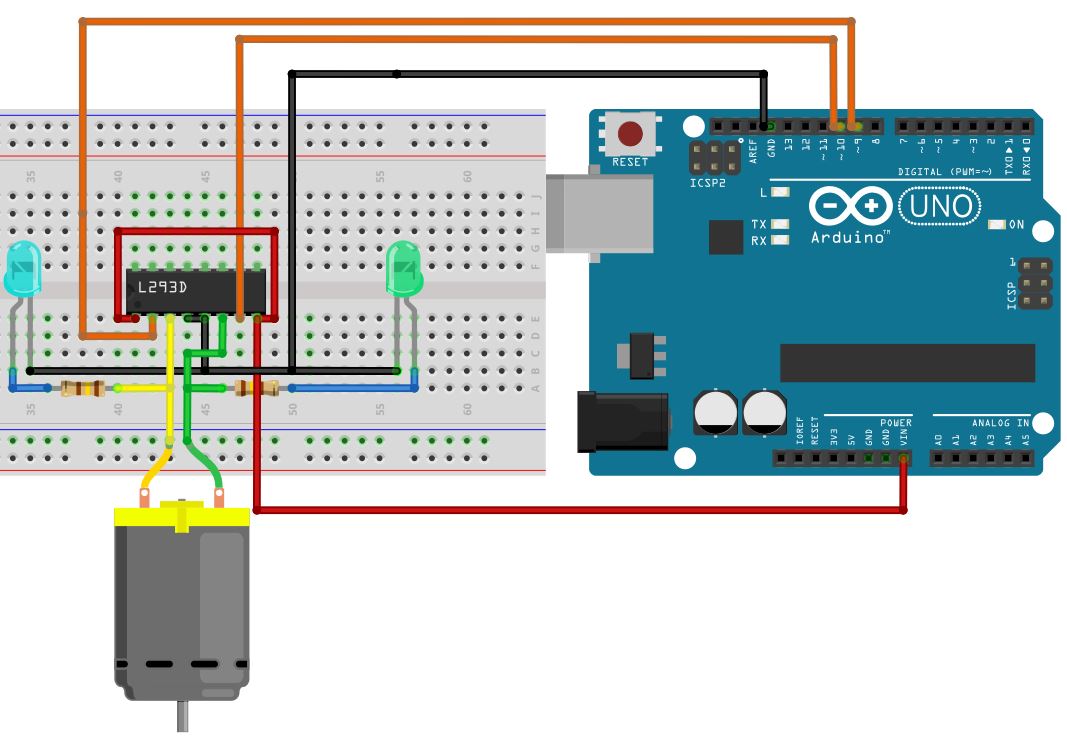 RESET
ICSP2
AREF
GND
13
12
~11
~10
~9
8
7
~6
~5
4
~3
2
TX0▶1
RX0◀0
DIGITAL (PWM=~)
L
TX
RX
Arduino™
UNO
ON
1
ICSP
35
40
45
50
55
60
J
I
H
G
F
L293D
E
D
C
B
A
35
40
45
50
55
60
POWER
ANALOG IN
IOREF
RESET
3V3
5V
GND
GND
VIN
A0
A1
A2
A3
A4
A5